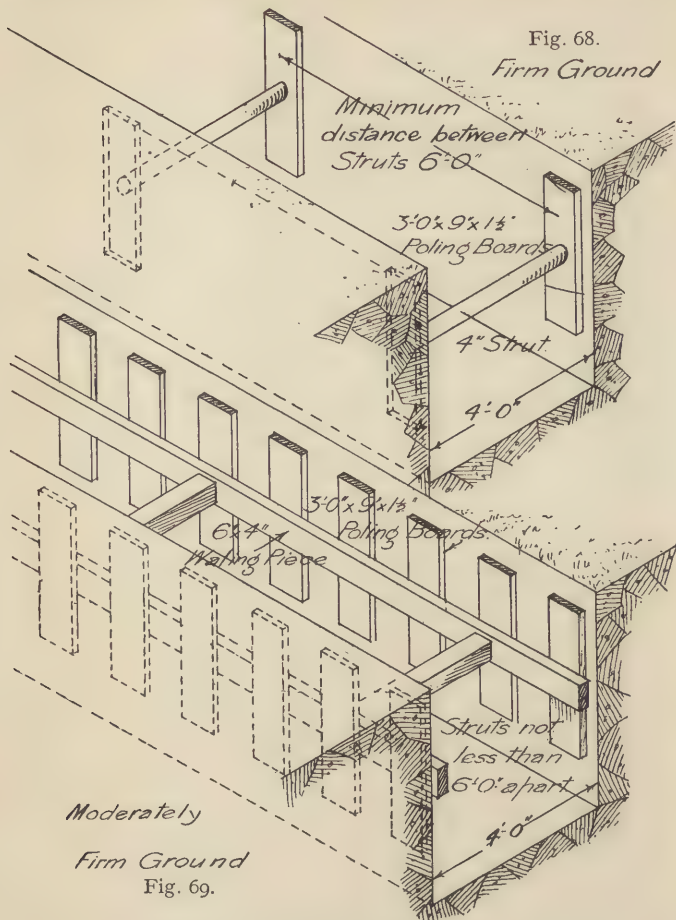 Fig. 68.
Firm Ground
Minimum
distance between
Struts 6'-0"
3'-0" x 9" x 1½"
Poling Boards
4" Strut
4'-0"
3'-0" x 9" x 1½"
Poling Boards.
6" x 4"
Waling Piece
Struts not
less than
6'-0" apart
4'-0"
Moderately
Firm Ground
Fig. 69.